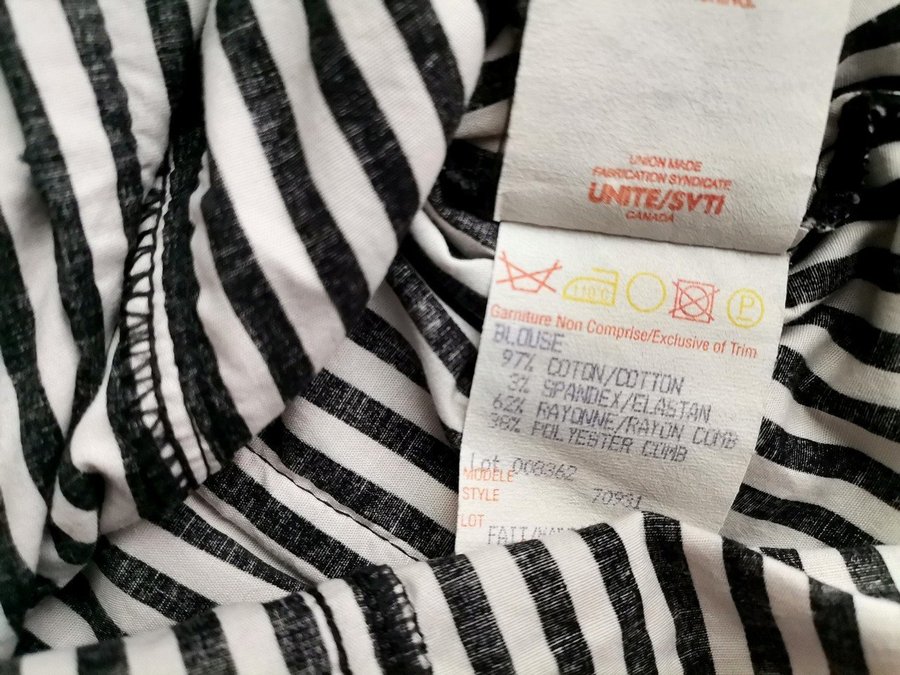 UNION MADE
FABRICATION SYNDICATE
UNITE/SVTI
CANADA
110°C
P
Garniture Non Comprise/Exclusive of Trim
BLOUSE
97% COTON/COTTON
3% SPANDEX/ELASTAN
62% RAYONNE/RAYON COMB
38% POLYESTER COMB
Lot 008362
MODELE
STYLE 70931
LOT